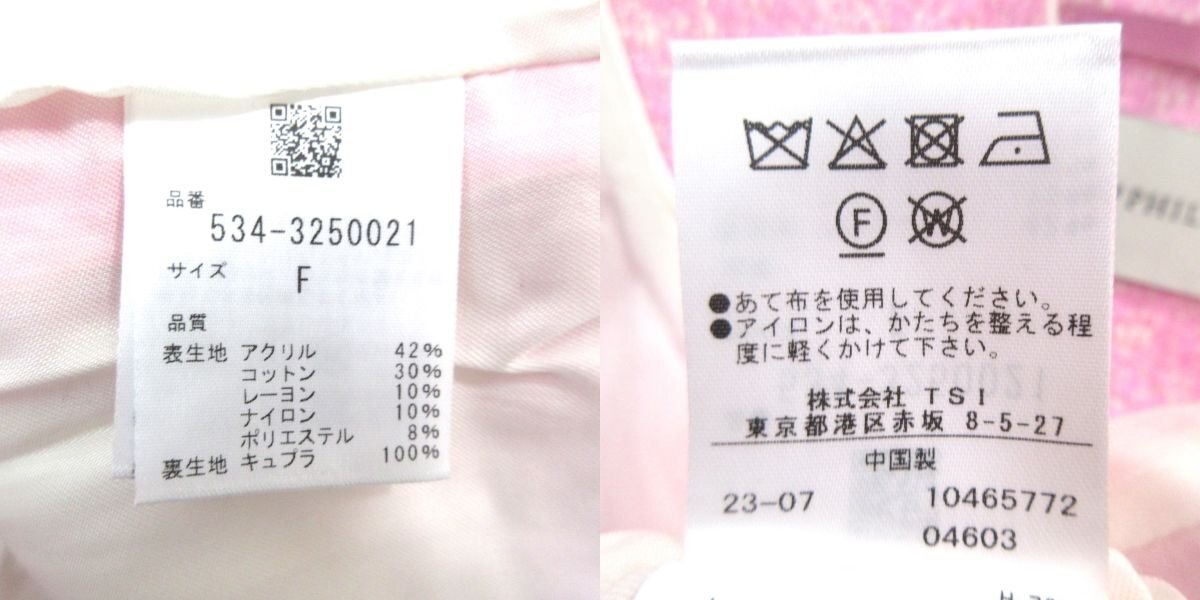 品番
534-3250021
サイズ
F
品質
表生地 アクリル 42%
コットン 30%
レーヨン 10%
ナイロン 10%
ポリエステル 8%
裏生地 キュプラ 100%
F
W
●あて布を使用してください。
●アイロンは、かたちを整える程
度に軽くかけて下さい。
株式会社 TSI
東京都港区赤坂 8-5-27
中国製
23-07 10465772
04603